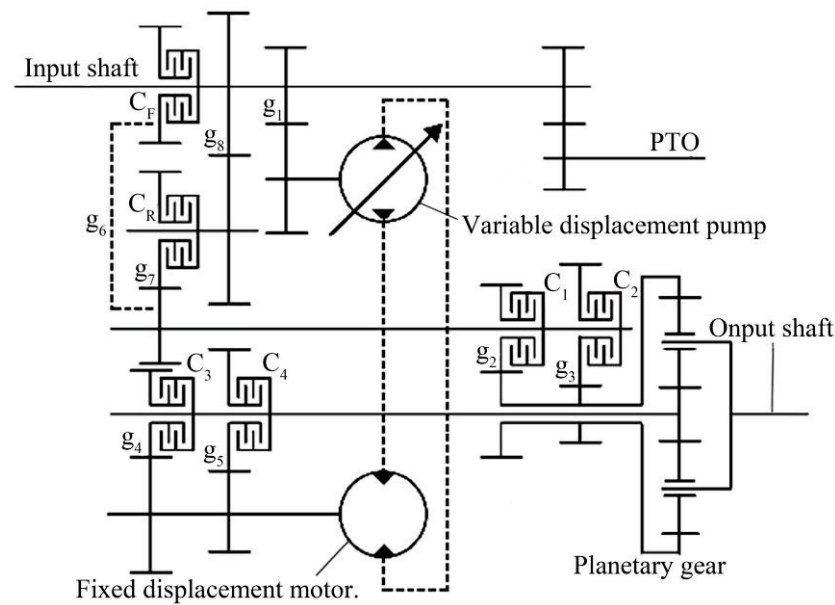 Input shaft
C_F
g_1
g_8
PTO
C_R
g_6
Variable displacement pump
g_7
C_1
C_2
Onput shaft
g_2
g_3
C_3
C_4
g_4
g_5
Planetary gear
Fixed displacement motor.